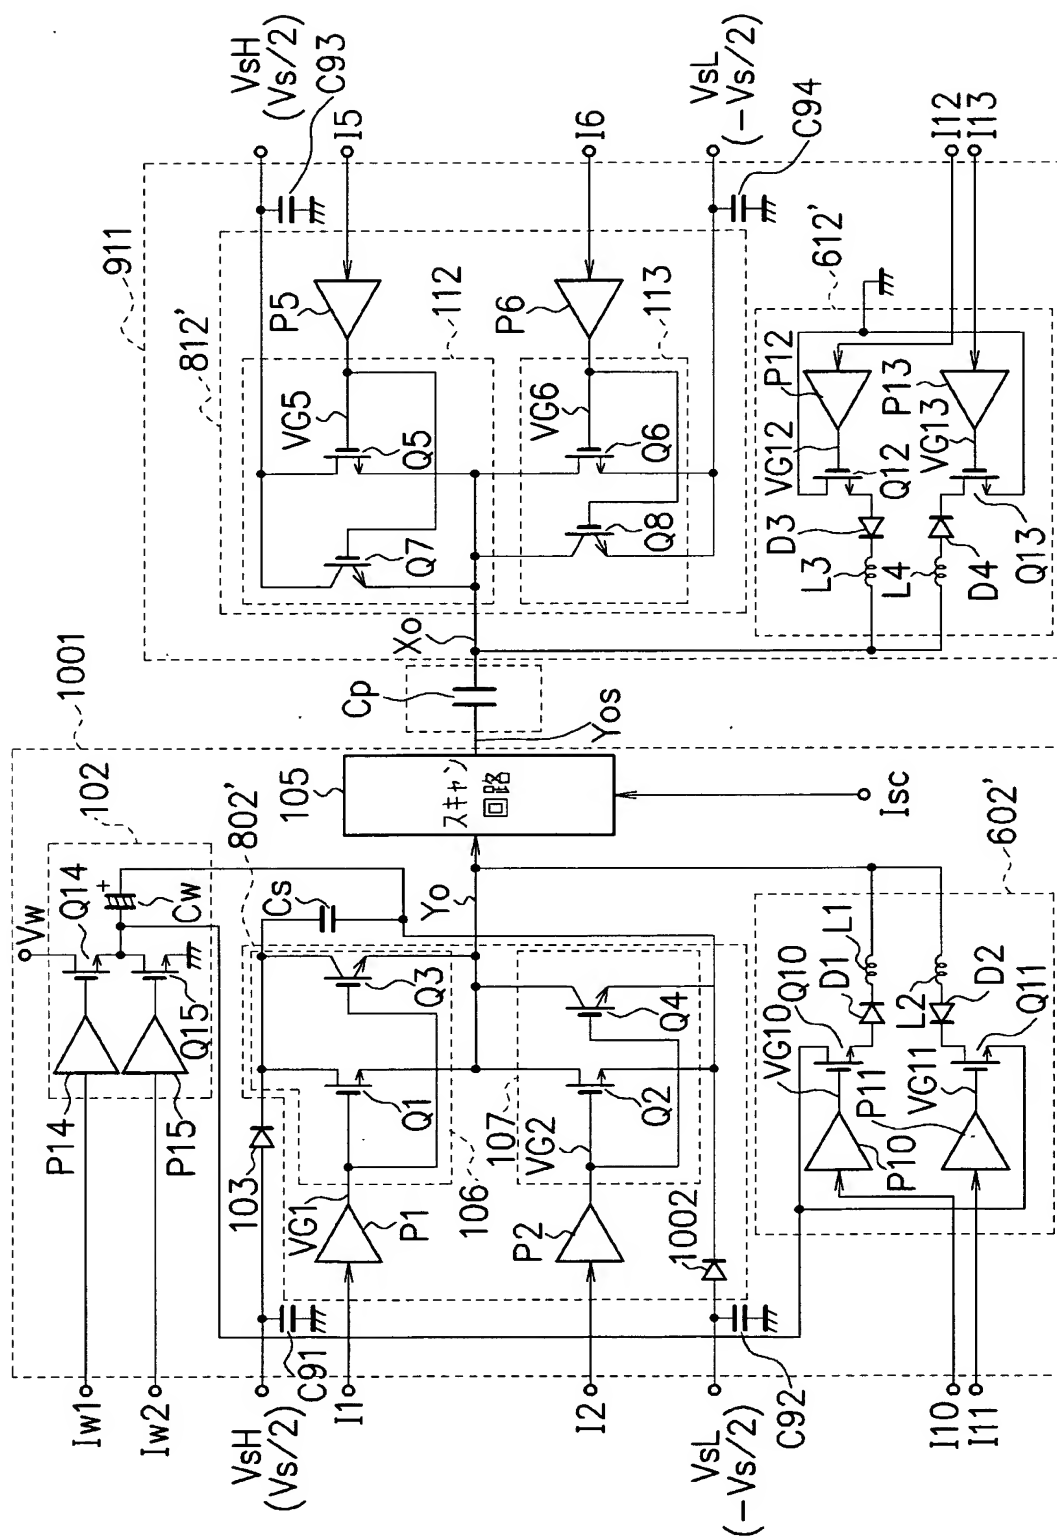 Vw
Q14
+
Cw
102
1001
P14
Q15
P15
Iw1
Iw2
103
VG1
P1
106
Q1
Q3
Cs
802'
105
スキャン
回路
Yo
VsH
(Vs/2)
C91
I1
I2
P2
VG2
107
Q2
Q4
1002
VsL
(−Vs/2)
C92
I10
I11
VG10
Q10
D1
L1
P11
P10
VG11
L2
D2
Q11
602'
Isc
Cp
Yos
Xo
911
812'
P5
112
VG5
Q5
Q7
VsH
(Vs/2)
C93
I5
I6
P6
113
VG6
Q6
Q8
VsL
(−Vs/2)
C94
612'
P12
P13
VG12
VG13
Q12
D3
L3
L4
D4
Q13
I12
I13